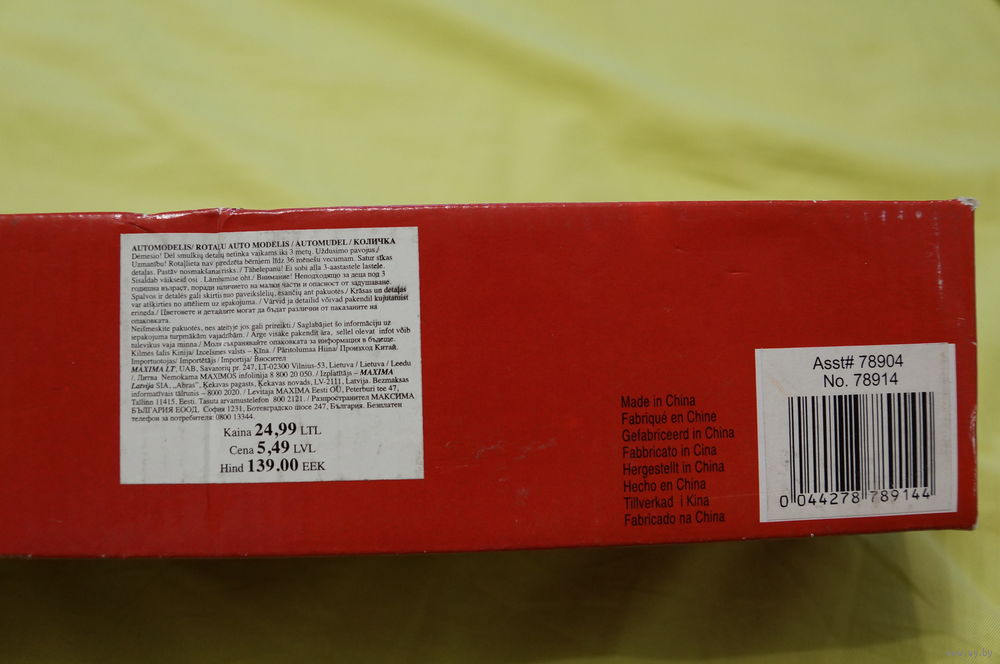 AUTOMODELIS/ ROTAĻU AUTO MODELIS / AUTOMUDEL / КОЛИЧКА
Dėmesio! Dėl smulkių detalių netinka vaikams iki 3 metų. Uždusimo pavojus./
Uzmanību! Rotaļlieta nav predzēta bērniem līdz 36 mēnešu vecumam. Satur sīkas
detaļas. Pastāv nosmakšanas risks. / Tähelepanu! Ei sobi alla 3-aastastele lastele.
Sisaldab väikseid osi . Lämbumise oht. / Внимание! Неподходящо за деца под 3
годишна възраст, поради наличието на малки части и опасност от задушаване.
Spalvos ir detalės gali skirtis nuo paveikslėlių, esančių ant pakuotės./ Krāsas un detaļas
var atšķirties no attēliem uz iepakojuma. / Värvid ja detailid võivad pakendil kujutatust
erineda./ Цветовете и детайлите могат да бъдат различни от показаните на
опаковката.
Neišmeskite pakuotės, nes ateityje jos gali prireikti./ Saglabājiet šo informāciju uz
iepakojuma turpmākām vajadzībām. / Ärge visake pakendit ära, sellel olevat infot võib
tulevikus vaja minna./ Моля съхранявайте опаковката за информация в бъдеще.
Kilmės šalis Kinija/ Izcelsmes valsts – Ķīna. / Päritolumaa Hiina/ Произход Китай.
Importuotojas/ Importētājs / Importija/ Вносител
MAXIMA LT, UAB, Savanorių pr. 247, LT-02300 Vilnius-53, Lietuva / Lietuva / Leedu
/. Литва Nemokama MAXIMOS infolinija 8 800 20 050. / Izplatītājs – MAXIMA
Latvija SIA, „Abras”, Ķekavas pagasts, Ķekavas novads, LV-2111, Latvija. Bezmaksas
informatīvais tālrunis – 8000 2020. / Levitaja MAXIMA Eesti OÜ, Peterburi tee 47,
Tallinn 11415, Eesti. Tasuta arvamustelefon 800 2121. / Разпространител МАКСИМА
БЪЛГАРИЯ ЕООД, София 1231, Ботевградско шосе 247, България. Безплатен
телефон за потребителя: 0800 13344.
Kaina 24,99 LTL
Cena 5,49 LVL
Hind 139.00 EEK
Made in China
Fabriqué en Chine
Gefabriceerd in China
Fabbricato in Cina
Hergestellt in China
Hecho en China
Tillverkad i Kina
Fabricado na China
Asst# 78904
No. 78914
0 044278 789144